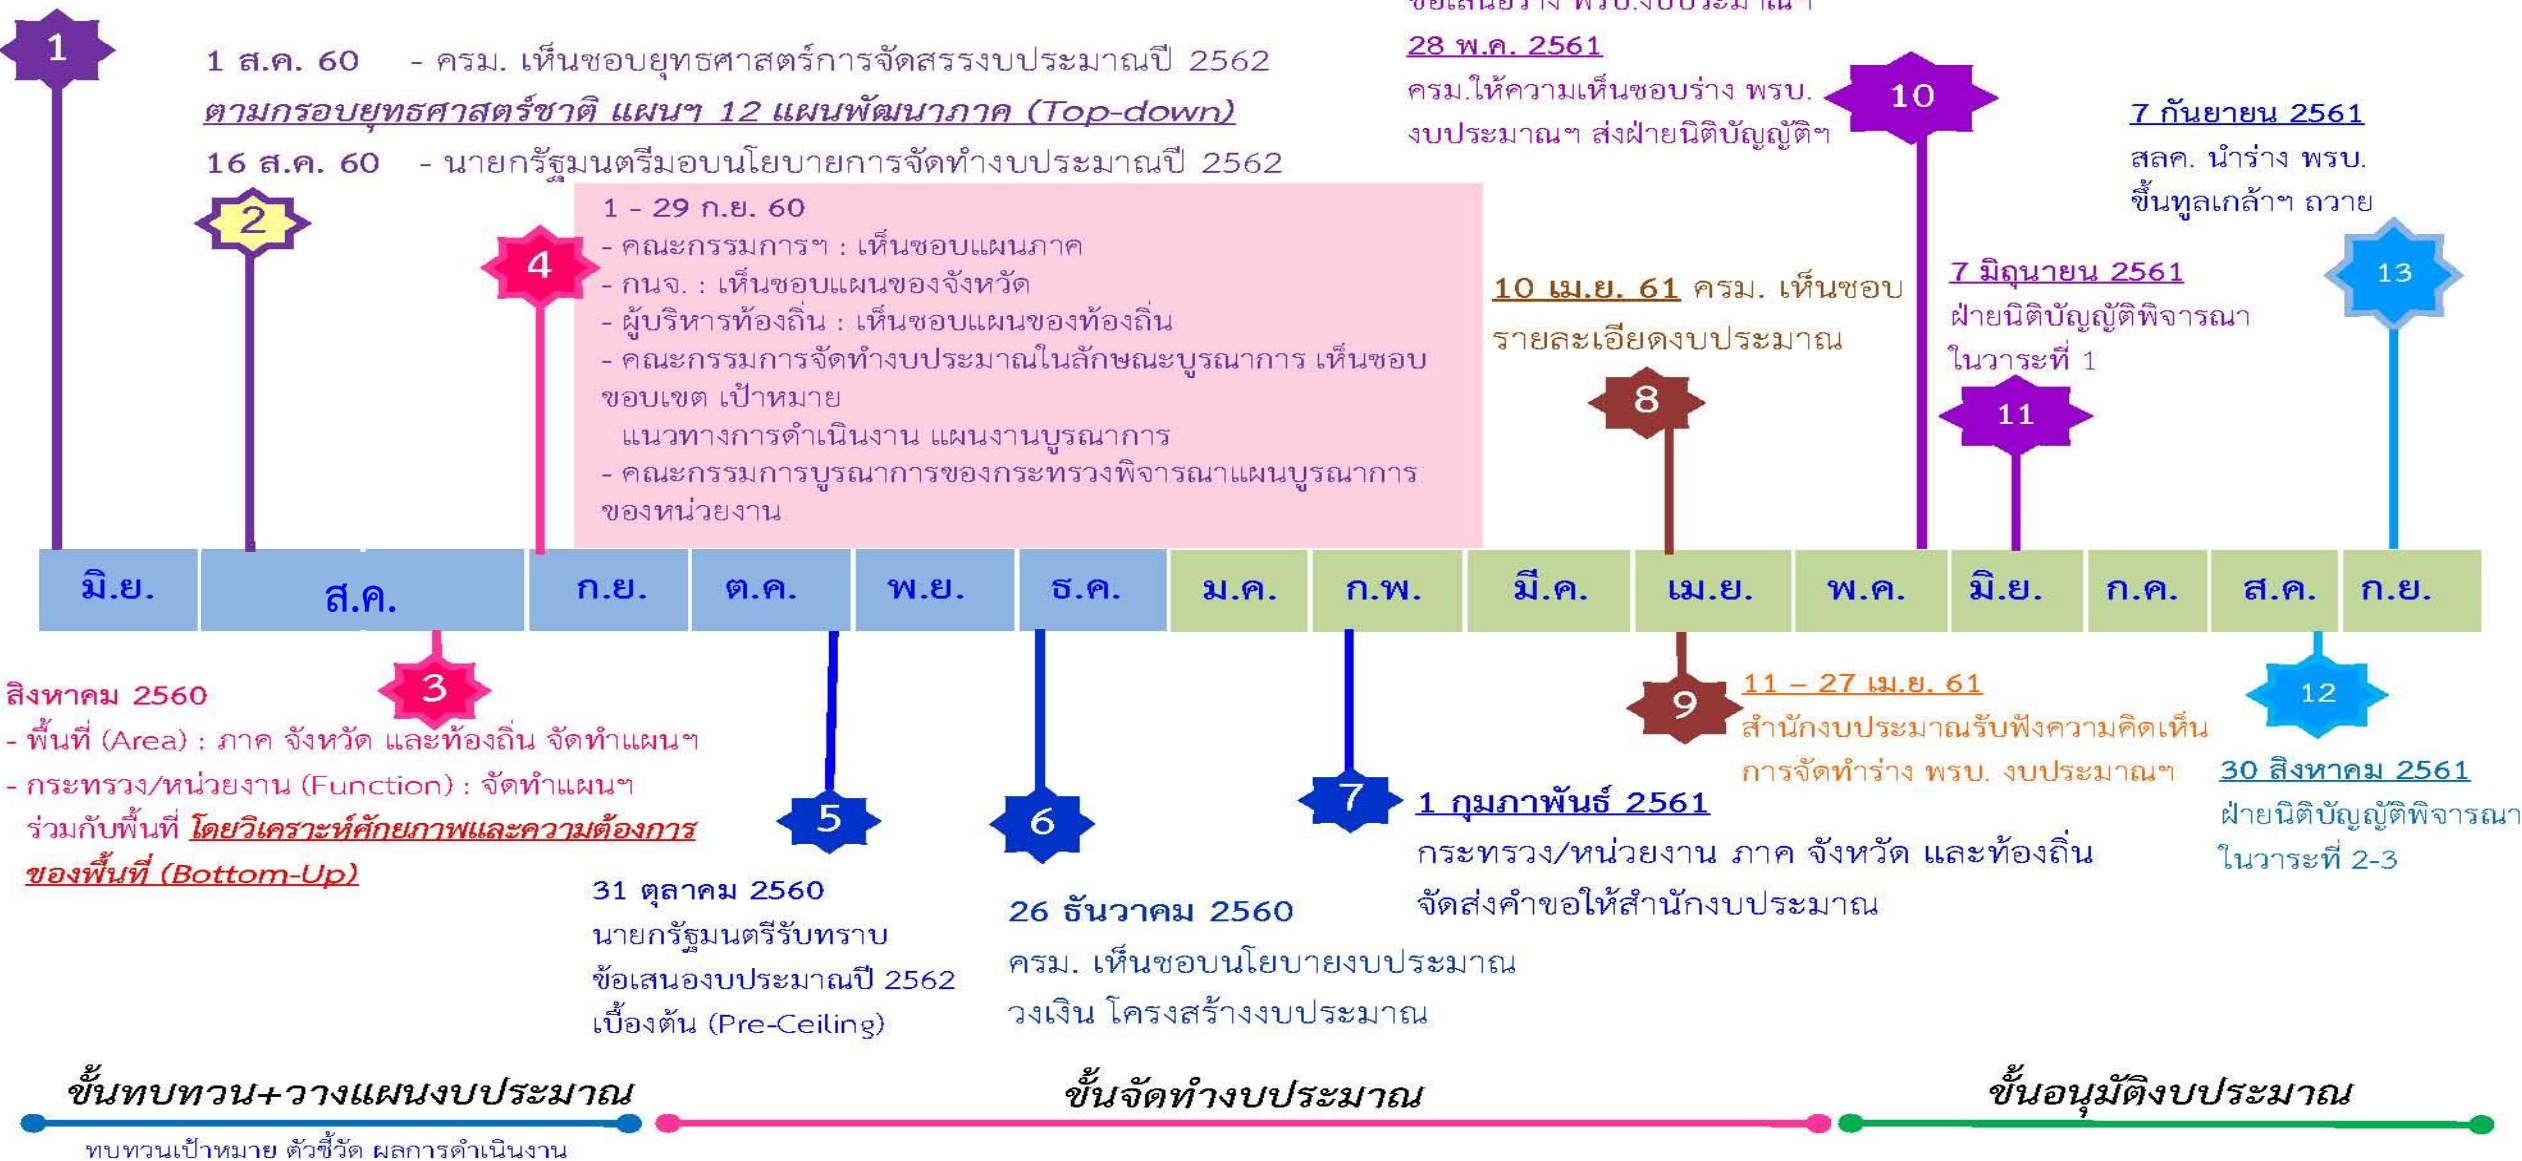 1
1 ส.ค. 60 - ครม. เห็นชอบยุทธศาสตร์การจัดสรรงบประมาณปี 2562
ตามกรอบยุทธศาสตร์ชาติ แผนฯ 12 แผนพัฒนาภาค (Top-down)
16 ส.ค. 60 - นายกรัฐมนตรีมอบนโยบายการจัดทำงบประมาณปี 2562
2
4
1 - 29 ก.ย. 60
- คณะกรรมการฯ : เห็นชอบแผนภาค
- กนจ. : เห็นชอบแผนของจังหวัด
- ผู้บริหารท้องถิ่น : เห็นชอบแผนของท้องถิ่น
- คณะกรรมการจัดทำงบประมาณในลักษณะบูรณาการ เห็นชอบ
ขอบเขต เป้าหมาย
แนวทางการดำเนินงาน แผนงานบูรณาการ
- คณะกรรมการบูรณาการของกระทรวงพิจารณาแผนบูรณาการ
ของหน่วยงาน
ข้อเสนอร่าง พรบ.งบประมาณฯ
28 พ.ค. 2561
ครม.ให้ความเห็นชอบร่าง พรบ.
งบประมาณฯ ส่งฝ่ายนิติบัญญัติฯ
10
7 กันยายน 2561
สลค. นำร่าง พรบ.
ขึ้นทูลเกล้าฯ ถวาย
13
10 เม.ย. 61 ครม. เห็นชอบ
รายละเอียดงบประมาณ
8
7 มิถุนายน 2561
ฝ่ายนิติบัญญัติพิจารณา
ในวาระที่ 1
11
มิ.ย. ส.ค. ก.ย. ต.ค. พ.ย. ธ.ค. ม.ค. ก.พ. มี.ค. เม.ย. พ.ค. มิ.ย. ก.ค. ส.ค. ก.ย.
3
สิงหาคม 2560
- พื้นที่ (Area) : ภาค จังหวัด และท้องถิ่น จัดทำแผนฯ
- กระทรวง/หน่วยงาน (Function) : จัดทำแผนฯ
ร่วมกับพื้นที่ โดยวิเคราะห์ศักยภาพและความต้องการ
ของพื้นที่ (Bottom-Up)
5
31 ตุลาคม 2560
นายกรัฐมนตรีรับทราบ
ข้อเสนองบประมาณปี 2562
เบื้องต้น (Pre-Ceiling)
6
26 ธันวาคม 2560
ครม. เห็นชอบนโยบายงบประมาณ
วงเงิน โครงสร้างงบประมาณ
7
1 กุมภาพันธ์ 2561
กระทรวง/หน่วยงาน ภาค จังหวัด และท้องถิ่น
จัดส่งคำขอให้สำนักงบประมาณ
9
11 – 27 เม.ย. 61
สำนักงบประมาณรับฟังความคิดเห็น
การจัดทำร่าง พรบ. งบประมาณฯ
12
30 สิงหาคม 2561
ฝ่ายนิติบัญญัติพิจารณา
ในวาระที่ 2-3
ขั้นทบทวน+วางแผนงบประมาณ
ขั้นจัดทำงบประมาณ
ขั้นอนุมัติงบประมาณ
ทบทวนเป้าหมาย ตัวชี้วัด ผลการดำเนินงาน